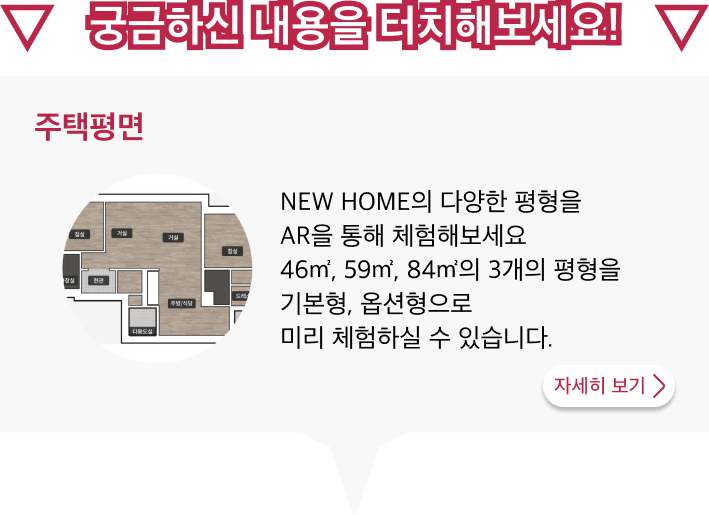 궁금하신 내용을 터치해보세요!
주택평면
NEW HOME의 다양한 평형을
AR을 통해 체험해보세요
46㎡, 59㎡, 84㎡의 3개의 평형을
기본형, 옵션형으로
미리 체험하실 수 있습니다.
자세히 보기
침실
거실
거실
침실
현관
주방/식당
다용도실